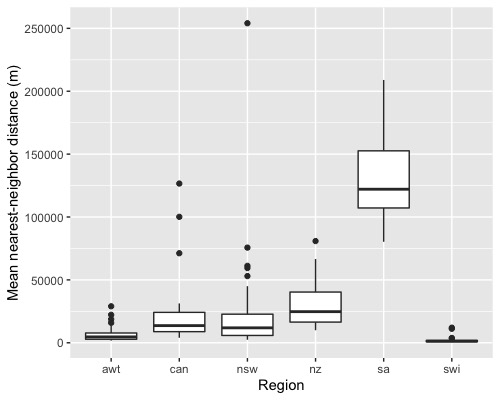 Mean nearest-neighbor distance (m)
250000
200000
150000
100000
50000
0
awt can nsw nz sa swi
Region